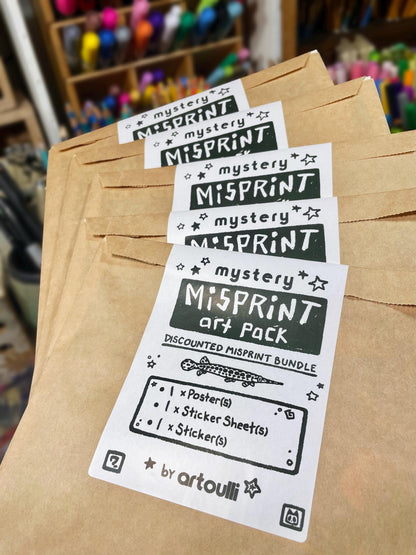 mystery
MiSPRiNT
mystery
MiSPRiNT
mystery
MiSPRiNT
mystery
MiSPRiNT
mystery
MiSPRiNT
art Pack
DISCOUNTED MISPRINT BUNDLE
• 1 x Poster(s)
• 1 x Sticker Sheet(s)
• 1 x Sticker(s)
?
by artoulli